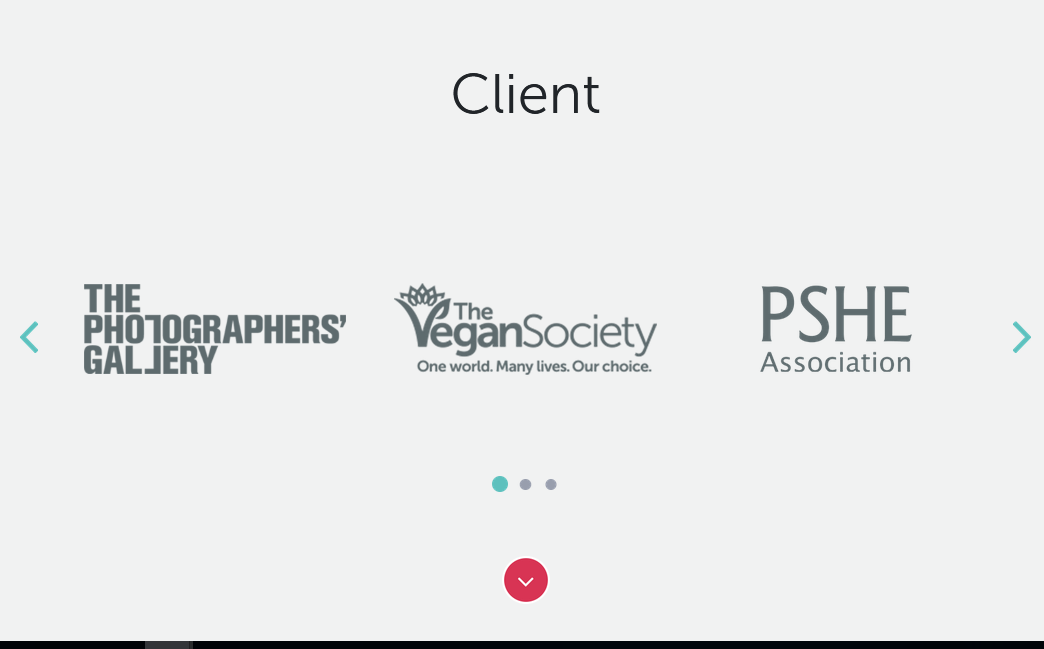 Client
THE
PHOTOGRAPHERS'
GALLERY
The
VeganSociety
One world. Many lives. Our choice.
PSHE
Association